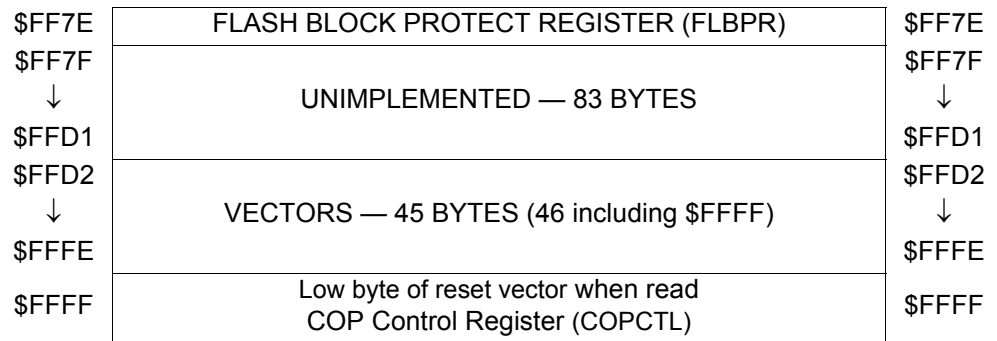 $FF7E FLASH BLOCK PROTECT REGISTER (FLBPR) $FF7E
$FF7F $FF7F
↓ UNIMPLEMENTED — 83 BYTES ↓
$FFD1 $FFD1
$FFD2 $FFD2
↓ VECTORS — 45 BYTES (46 including $FFFF) ↓
$FFFE $FFFE
Low byte of reset vector when read
$FFFF $FFFF
COP Control Register (COPCTL)